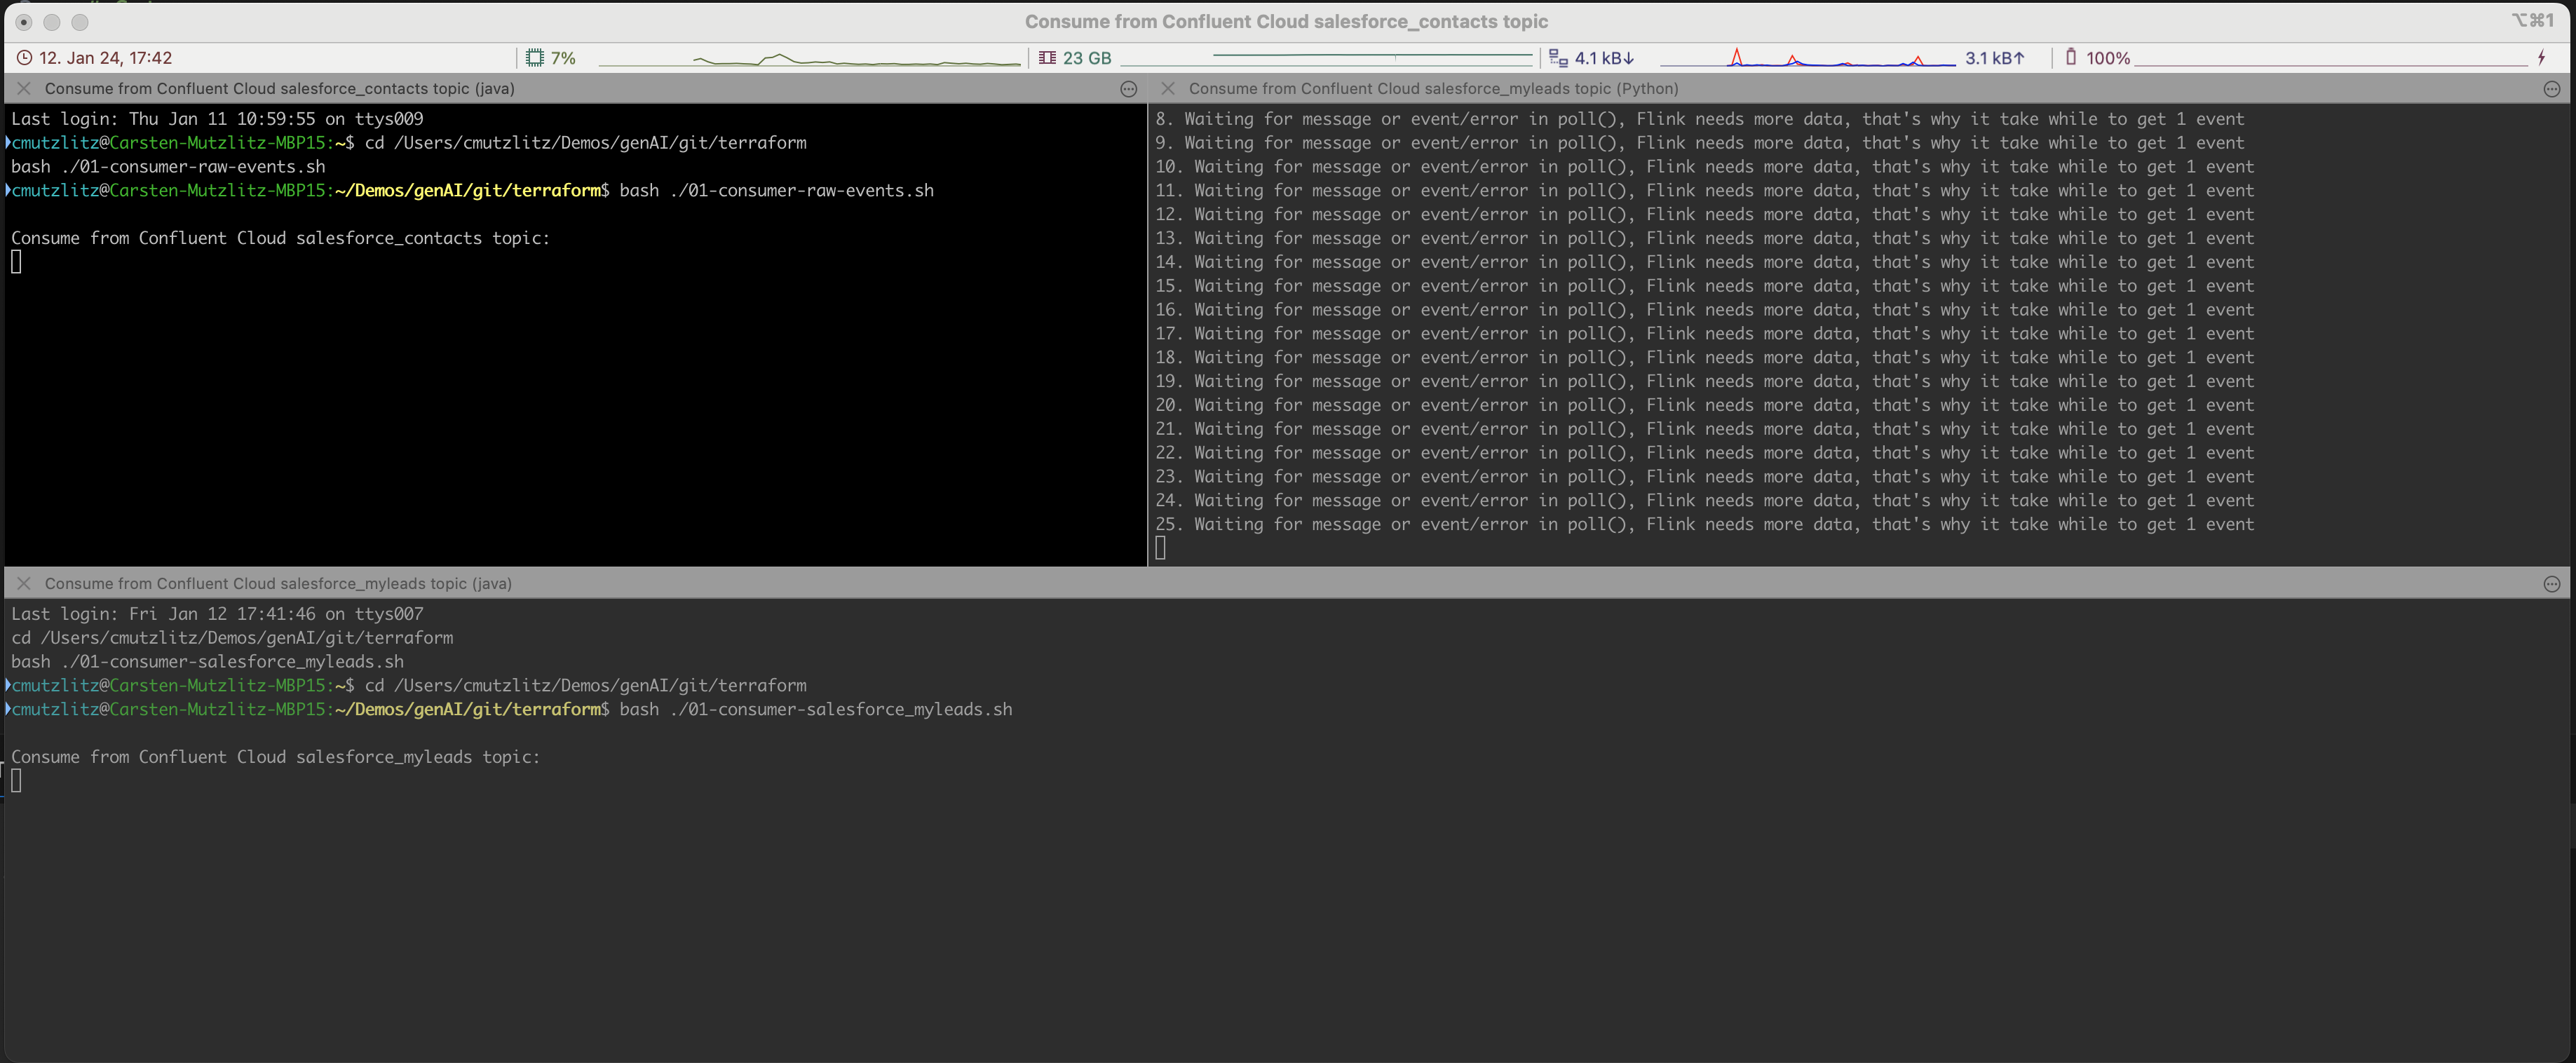 Consume from Confluent Cloud salesforce_contacts topic
⌥⌘1
12. Jan 24, 17:42 7% 23 GB 4.1 kB↓ 3.1 kB↑ 100%
Consume from Confluent Cloud salesforce_contacts topic (java)
Last login: Thu Jan 11 10:59:55 on ttys009
cmutzlitz@Carsten-Mutzlitz-MBP15:~$ cd /Users/cmutzlitz/Demos/genAI/git/terraform
bash ./01-consumer-raw-events.sh
cmutzlitz@Carsten-Mutzlitz-MBP15:~/Demos/genAI/git/terraform$ bash ./01-consumer-raw-events.sh
Consume from Confluent Cloud salesforce_contacts topic:
Consume from Confluent Cloud salesforce_myleads topic (Python)
8. Waiting for message or event/error in poll(), Flink needs more data, that's why it take while to get 1 event
9. Waiting for message or event/error in poll(), Flink needs more data, that's why it take while to get 1 event
10. Waiting for message or event/error in poll(), Flink needs more data, that's why it take while to get 1 event
11. Waiting for message or event/error in poll(), Flink needs more data, that's why it take while to get 1 event
12. Waiting for message or event/error in poll(), Flink needs more data, that's why it take while to get 1 event
13. Waiting for message or event/error in poll(), Flink needs more data, that's why it take while to get 1 event
14. Waiting for message or event/error in poll(), Flink needs more data, that's why it take while to get 1 event
15. Waiting for message or event/error in poll(), Flink needs more data, that's why it take while to get 1 event
16. Waiting for message or event/error in poll(), Flink needs more data, that's why it take while to get 1 event
17. Waiting for message or event/error in poll(), Flink needs more data, that's why it take while to get 1 event
18. Waiting for message or event/error in poll(), Flink needs more data, that's why it take while to get 1 event
19. Waiting for message or event/error in poll(), Flink needs more data, that's why it take while to get 1 event
20. Waiting for message or event/error in poll(), Flink needs more data, that's why it take while to get 1 event
21. Waiting for message or event/error in poll(), Flink needs more data, that's why it take while to get 1 event
22. Waiting for message or event/error in poll(), Flink needs more data, that's why it take while to get 1 event
23. Waiting for message or event/error in poll(), Flink needs more data, that's why it take while to get 1 event
24. Waiting for message or event/error in poll(), Flink needs more data, that's why it take while to get 1 event
25. Waiting for message or event/error in poll(), Flink needs more data, that's why it take while to get 1 event
Consume from Confluent Cloud salesforce_myleads topic (java)
Last login: Fri Jan 12 17:41:46 on ttys007
cd /Users/cmutzlitz/Demos/genAI/git/terraform
bash ./01-consumer-salesforce_myleads.sh
cmutzlitz@Carsten-Mutzlitz-MBP15:~$ cd /Users/cmutzlitz/Demos/genAI/git/terraform
cmutzlitz@Carsten-Mutzlitz-MBP15:~/Demos/genAI/git/terraform$ bash ./01-consumer-salesforce_myleads.sh
Consume from Confluent Cloud salesforce_myleads topic: